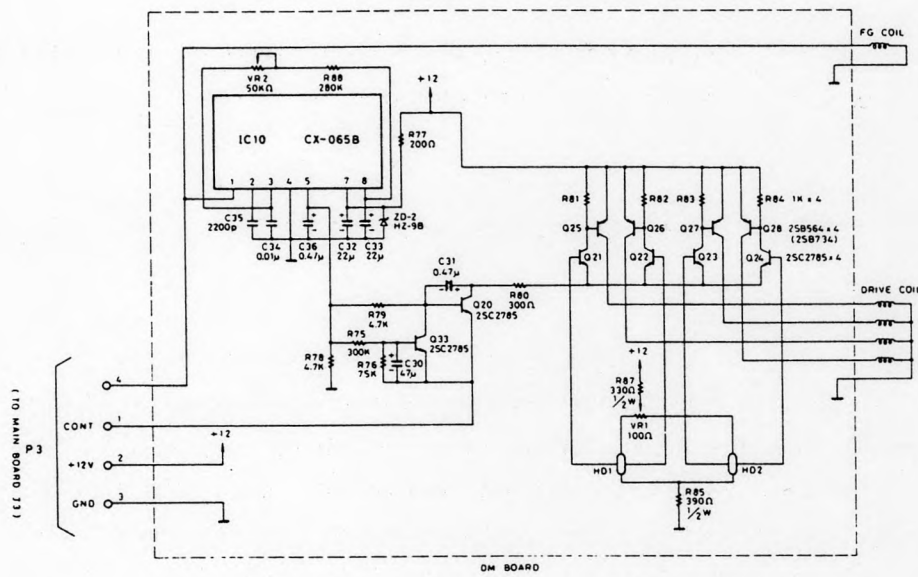 FG COIL
VR2
50KΩ
R88
280K
+12
IC10 CX-065B
R77
200Ω
1 2 3 4 5 7 8
C35
2200p
C34
0.01μ
C36
0.47μ
C32
22μ
C33
22μ
ZD-2
HZ-9B
R81
R82
R83
R84 1K x 4
Q25
Q26
Q27
Q28
2SB564 x 4
(2SB734)
Q21
Q22
Q23
Q24
2SC2785 x 4
C31
0.47μ
Q20
2SC2785
R80
300Ω
DRIVE COIL
R79
4.7K
R75
300K
Q33
2SC2785
R78
4.7K
R76
75K
C30
47μ
+12
R87
330Ω
1/2 W
VR1
100Ω
HD1
HD2
R85
390Ω
1/2 W
4
CONT 1
+12V 2
+12
GND 3
P3
(TO MAIN BOARD J3)
DM BOARD